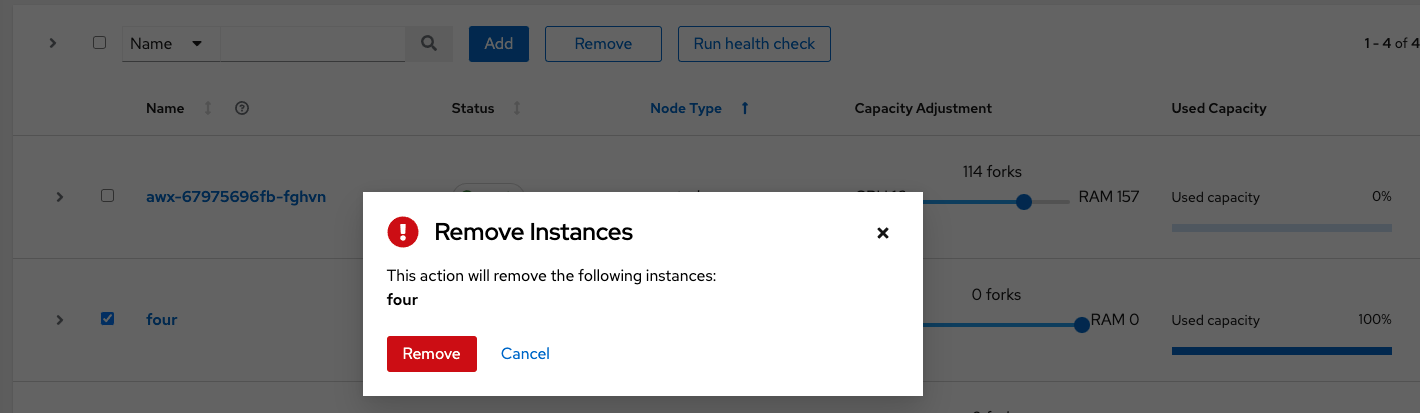 Name Add Remove Run health check 1 - 4 of 4
Name Status Node Type Capacity Adjustment Used Capacity
114 forks
awx-67975696fb-fghvn RAM 157 Used capacity 0%
Remove Instances
This action will remove the following instances:
four
0 forks
four RAM 0 Used capacity 100%
Remove Cancel